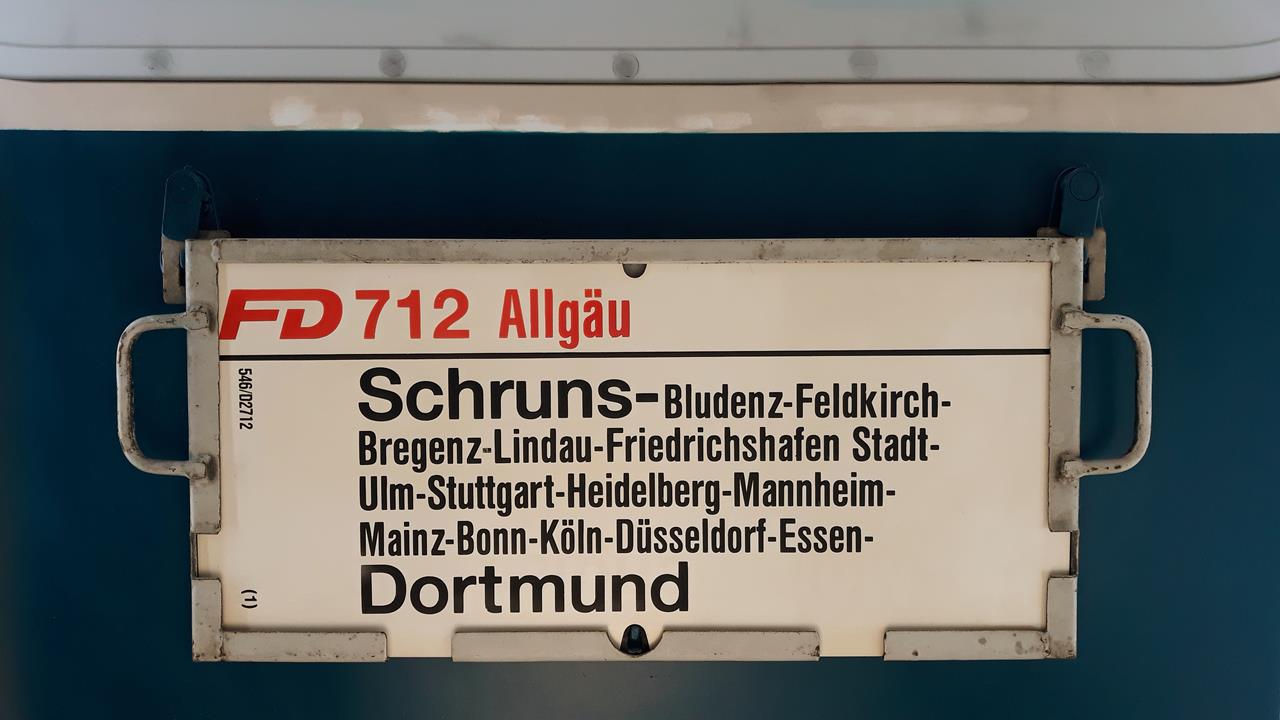 FD 712 Allgäu
546/02712
Schruns-Bludenz-Feldkirch-
Bregenz-Lindau-Friedrichshafen Stadt-
Ulm-Stuttgart-Heidelberg-Mannheim-
Mainz-Bonn-Köln-Düsseldorf-Essen-
Dortmund
(1)